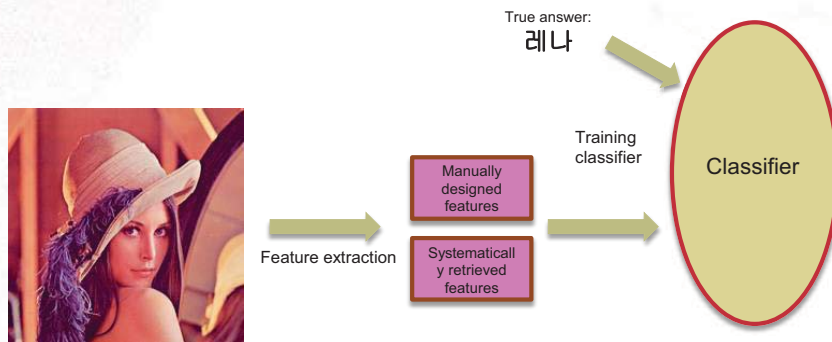 True answer:
레나
Training
classifier
Classifier
Manually
designed
features
Feature extraction
Systematicall
y retrieved
features